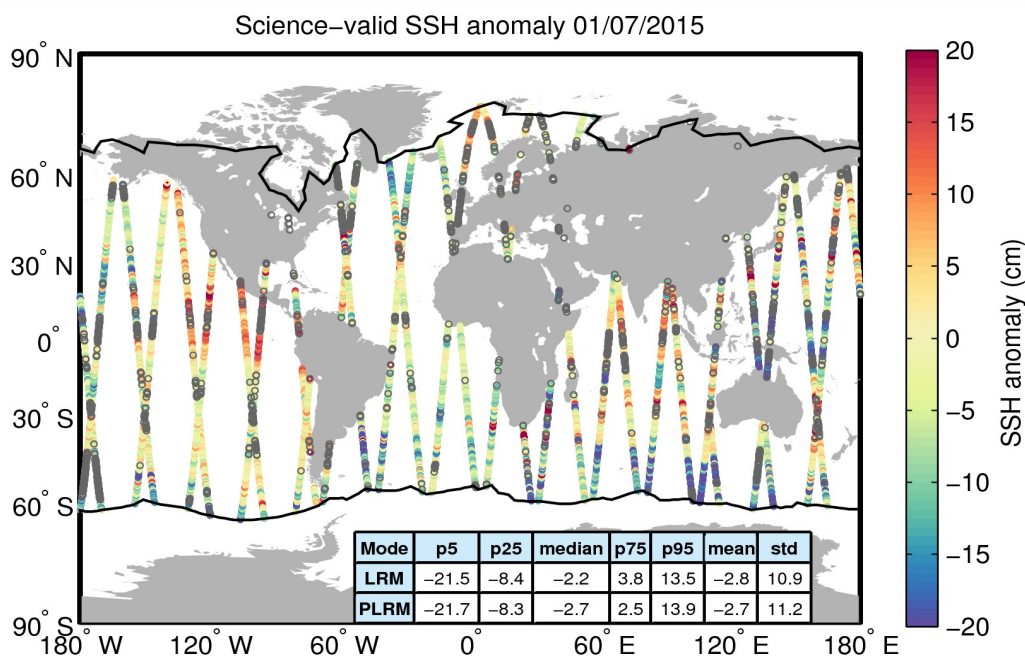 Science−valid SSH anomaly 01/07/2015
90° N
60° N
30° N
0°
30° S
60° S
90° S
180° W
120° W
60° W
0°
60° E
120° E
180° E
Mode p5 p25 median p75 p95 mean std
LRM −21.5 −8.4 −2.2 3.8 13.5 −2.8 10.9
PLRM −21.7 −8.3 −2.7 2.5 13.9 −2.7 11.2
20
15
10
5
0
−5
−10
−15
−20
SSH anomaly (cm)